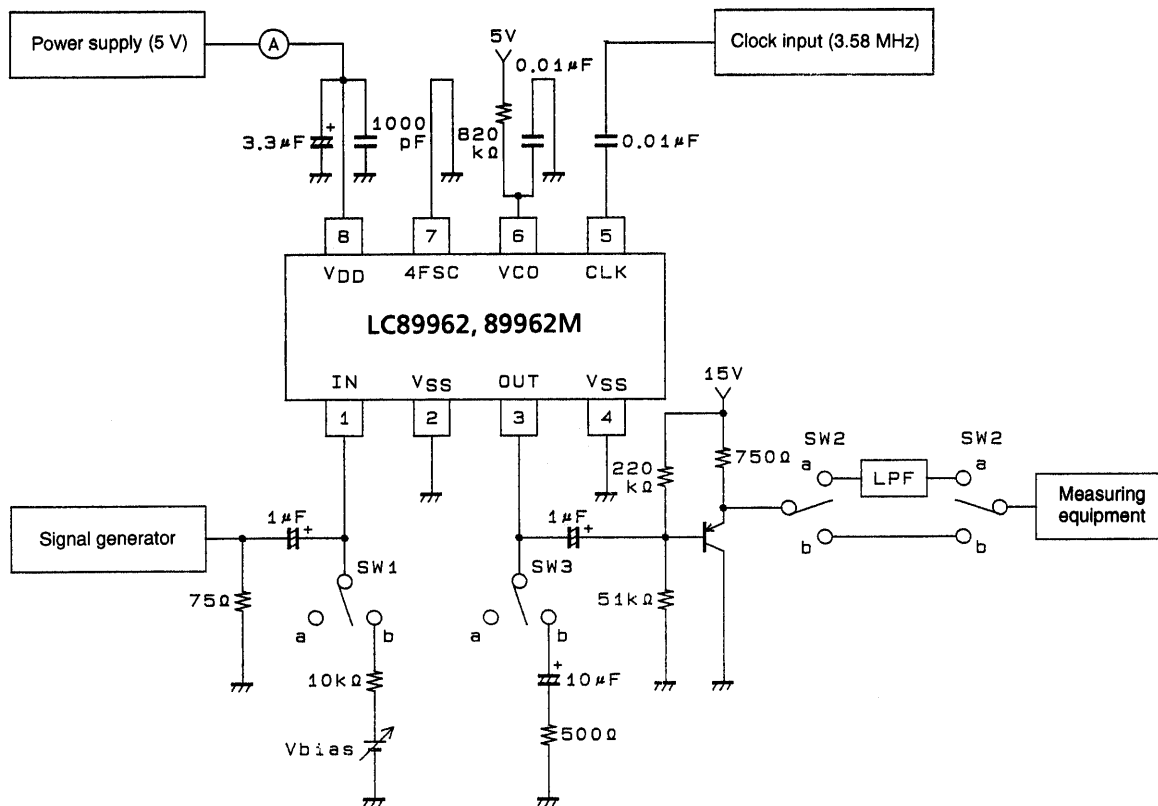 Power supply (5 V)
A
5V
Clock input (3.58 MHz)
0.01μF
3.3μF
+
1000
pF
820
kΩ
0.01μF
8
7
6
5
VDD
4FSC
VCO
CLK
LC89962, 89962M
IN
VSS
OUT
VSS
1
2
3
4
15V
220
kΩ
750Ω
SW2
a
LPF
SW2
a
b
b
Measuring
equipment
Signal generator
1μF
+
1μF
+
75Ω
SW1
a
b
SW3
a
b
51kΩ
10kΩ
+
10μF
Vbias
500Ω